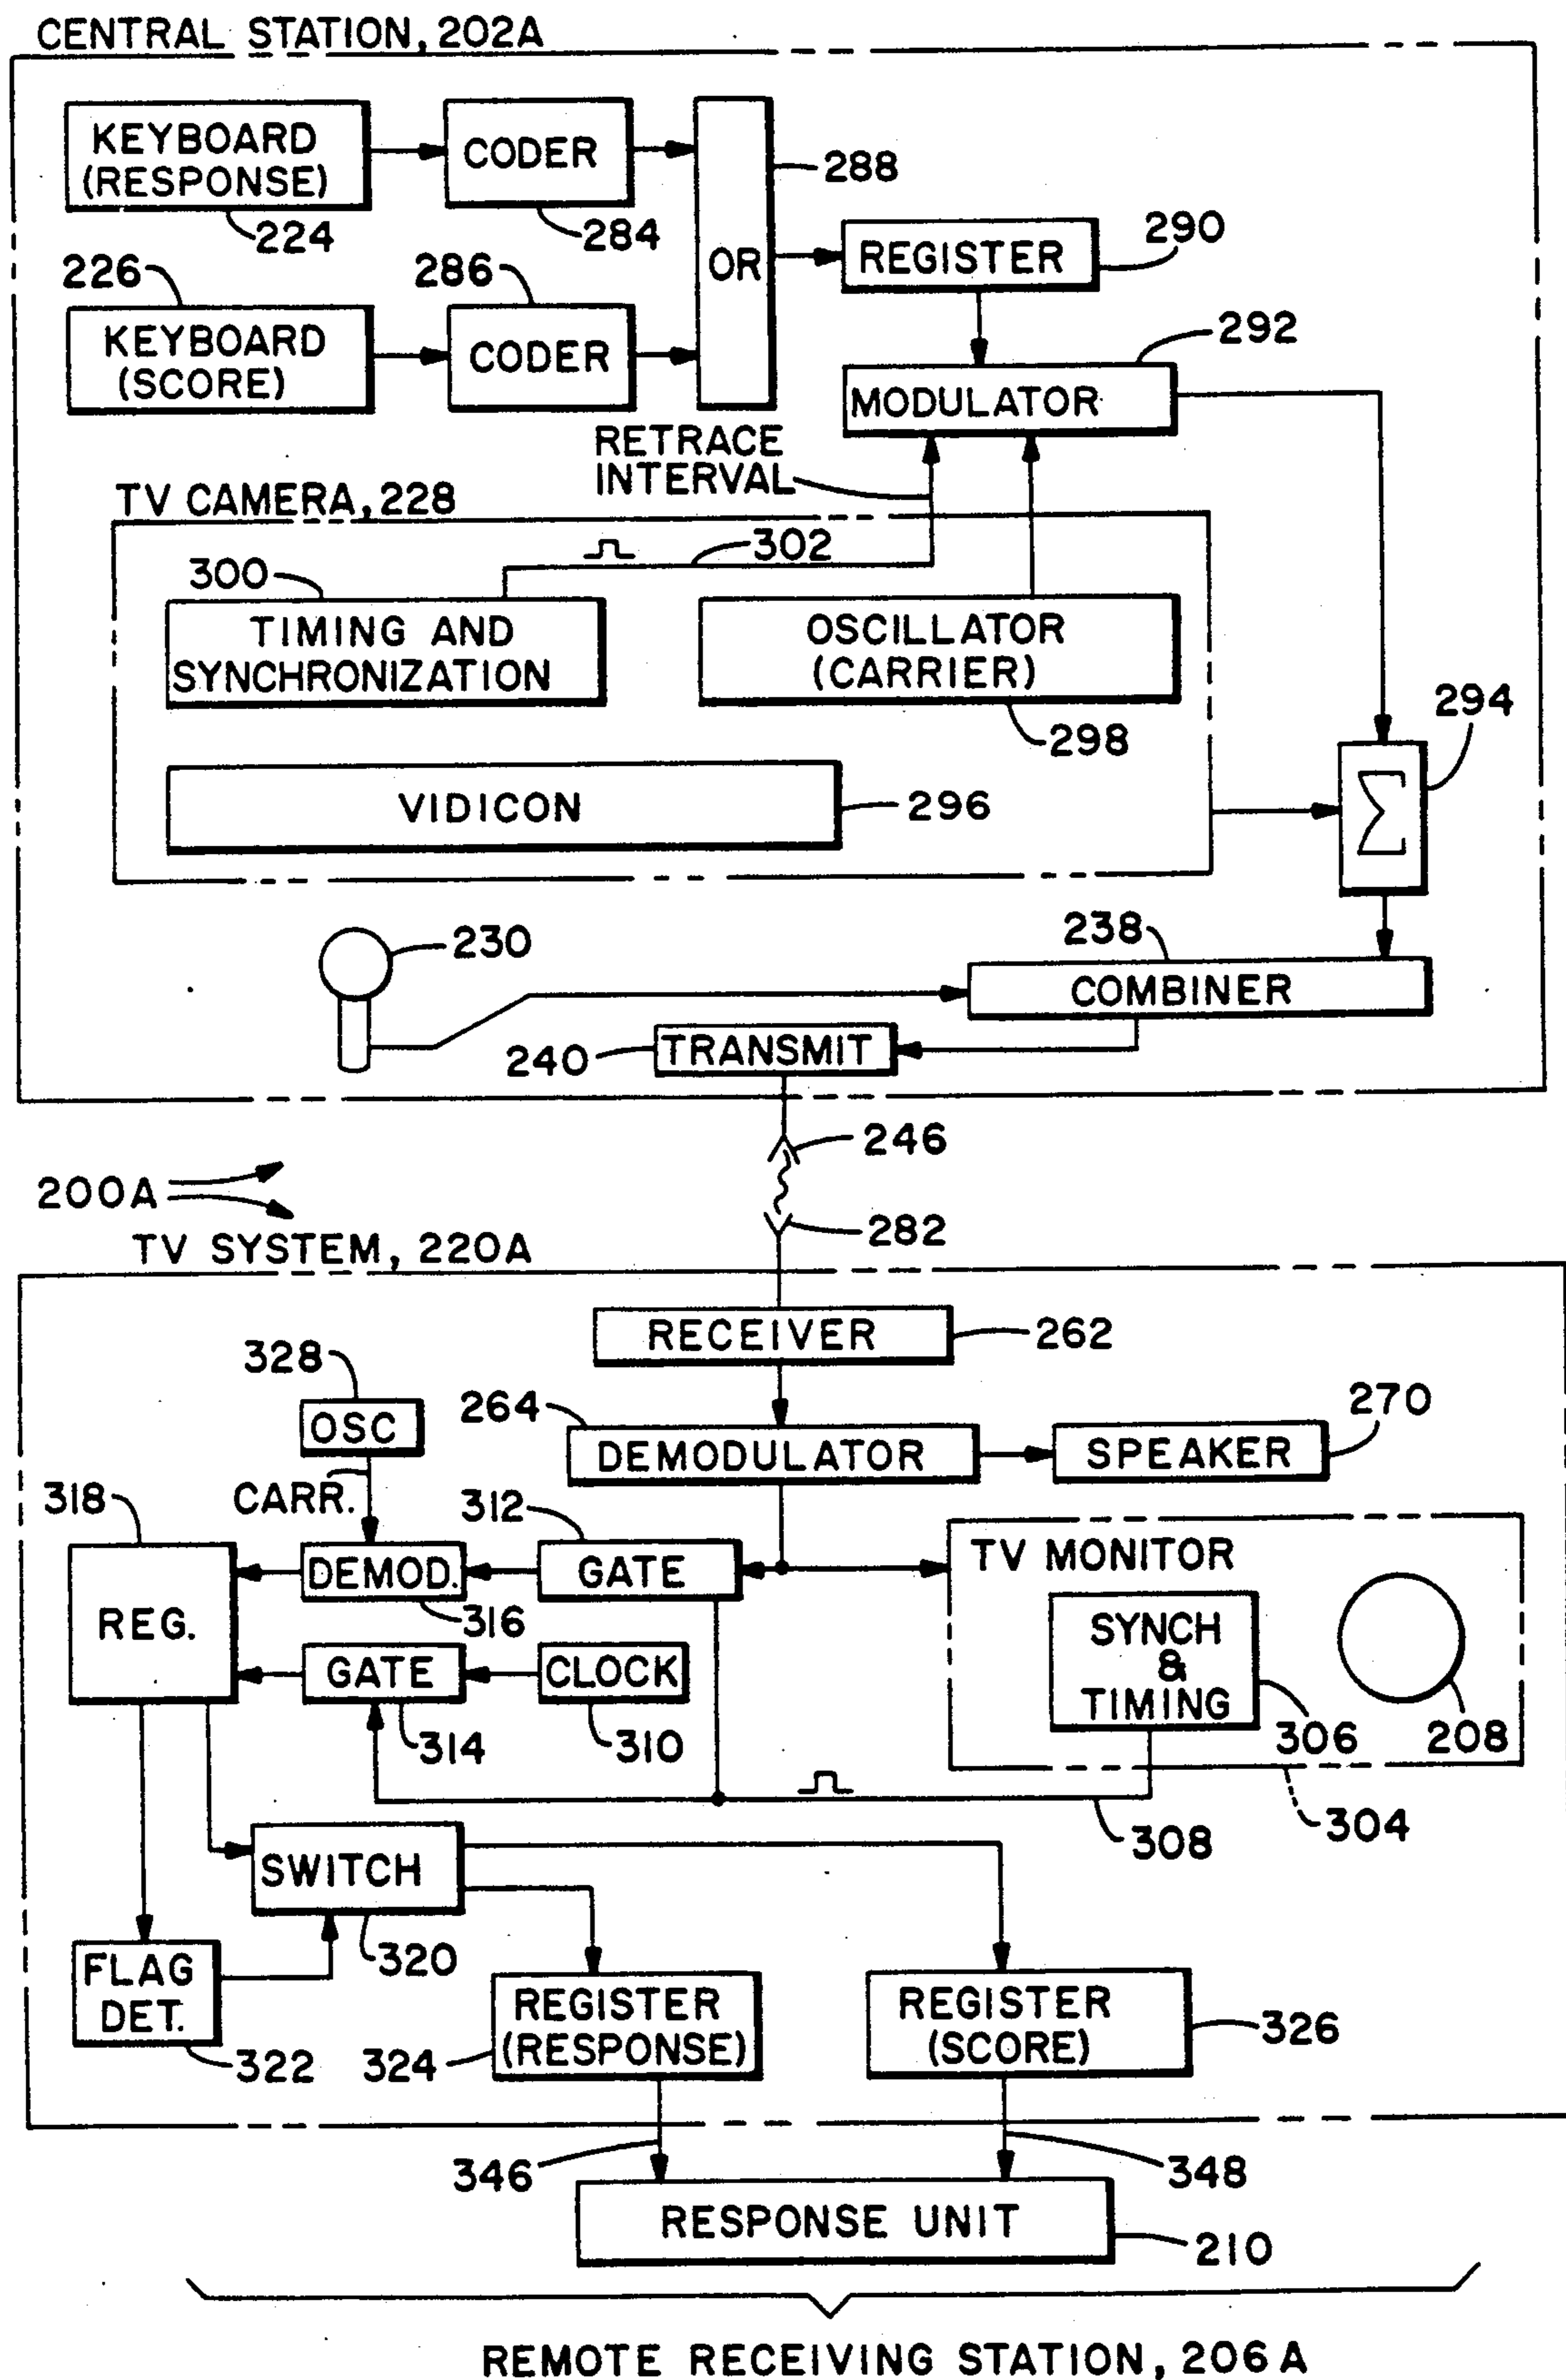 CENTRAL STATION, 202A
KEYBOARD
(RESPONSE)
224
CODER
284
OR
288
REGISTER
290
226
KEYBOARD
(SCORE)
286
CODER
292
MODULATOR
RETRACE
INTERVAL
TV CAMERA, 228
302
300
TIMING AND
SYNCHRONIZATION
OSCILLATOR
(CARRIER)
298
294
Σ
VIDICON
296
230
238
COMBINER
240
TRANSMIT
246
200A
282
TV SYSTEM, 220A
RECEIVER
262
328
OSC
CARR.
264
DEMODULATOR
SPEAKER
270
318
REG.
DEMOD.
316
312
GATE
TV MONITOR
SYNCH
&
TIMING
306
208
GATE
314
CLOCK
310
308
304
SWITCH
320
FLAG
DET.
322
324
REGISTER
(RESPONSE)
REGISTER
(SCORE)
326
346
348
RESPONSE UNIT
210
REMOTE RECEIVING STATION, 206A